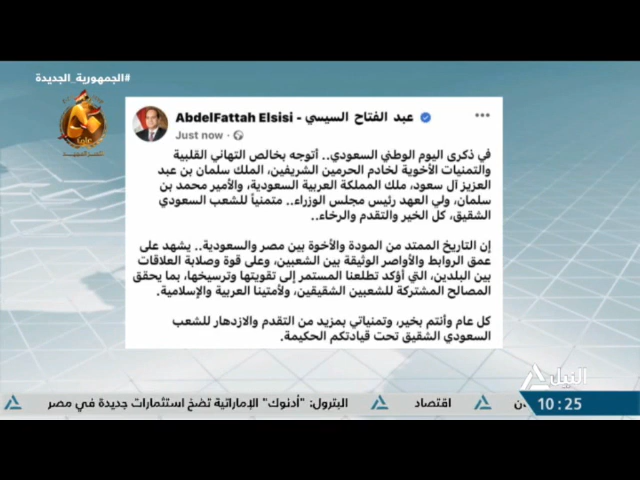 #الجمهورية_الجديدة
AbdelFattah Elsisi - عبد الفتاح السيسي
Just now
في ذكرى اليوم الوطني السعودي.. أتوجه بخالص التهاني القلبية
والتمنيات الأخوية لخادم الحرمين الشريفين، الملك سلمان بن عبد
العزيز آل سعود، ملك المملكة العربية السعودية، والأمير محمد بن
سلمان، ولي العهد رئيس مجلس الوزراء.. متمنياً للشعب السعودي
الشقيق، كل الخير والتقدم والرخاء..
إن التاريخ الممتد من المودة والأخوة بين مصر والسعودية.. يشهد على
عمق الروابط والأواصر الوثيقة بين الشعبين، وعلى قوة وصلابة العلاقات
بين البلدين، التي أؤكد تطلعنا المستمر إلى تقويتها وترسيخها، بما يحقق
المصالح المشتركة للشعبين الشقيقين، ولأمتينا العربية والإسلامية.
كل عام وأنتم بخير، وتمنياتي بمزيد من التقدم والازدهار للشعب
السعودي الشقيق تحت قيادتكم الحكيمة.
النيل
اقتصاد البترول: "أدنوك" الإماراتية تضخ استثمارات جديدة في مصر
10:25